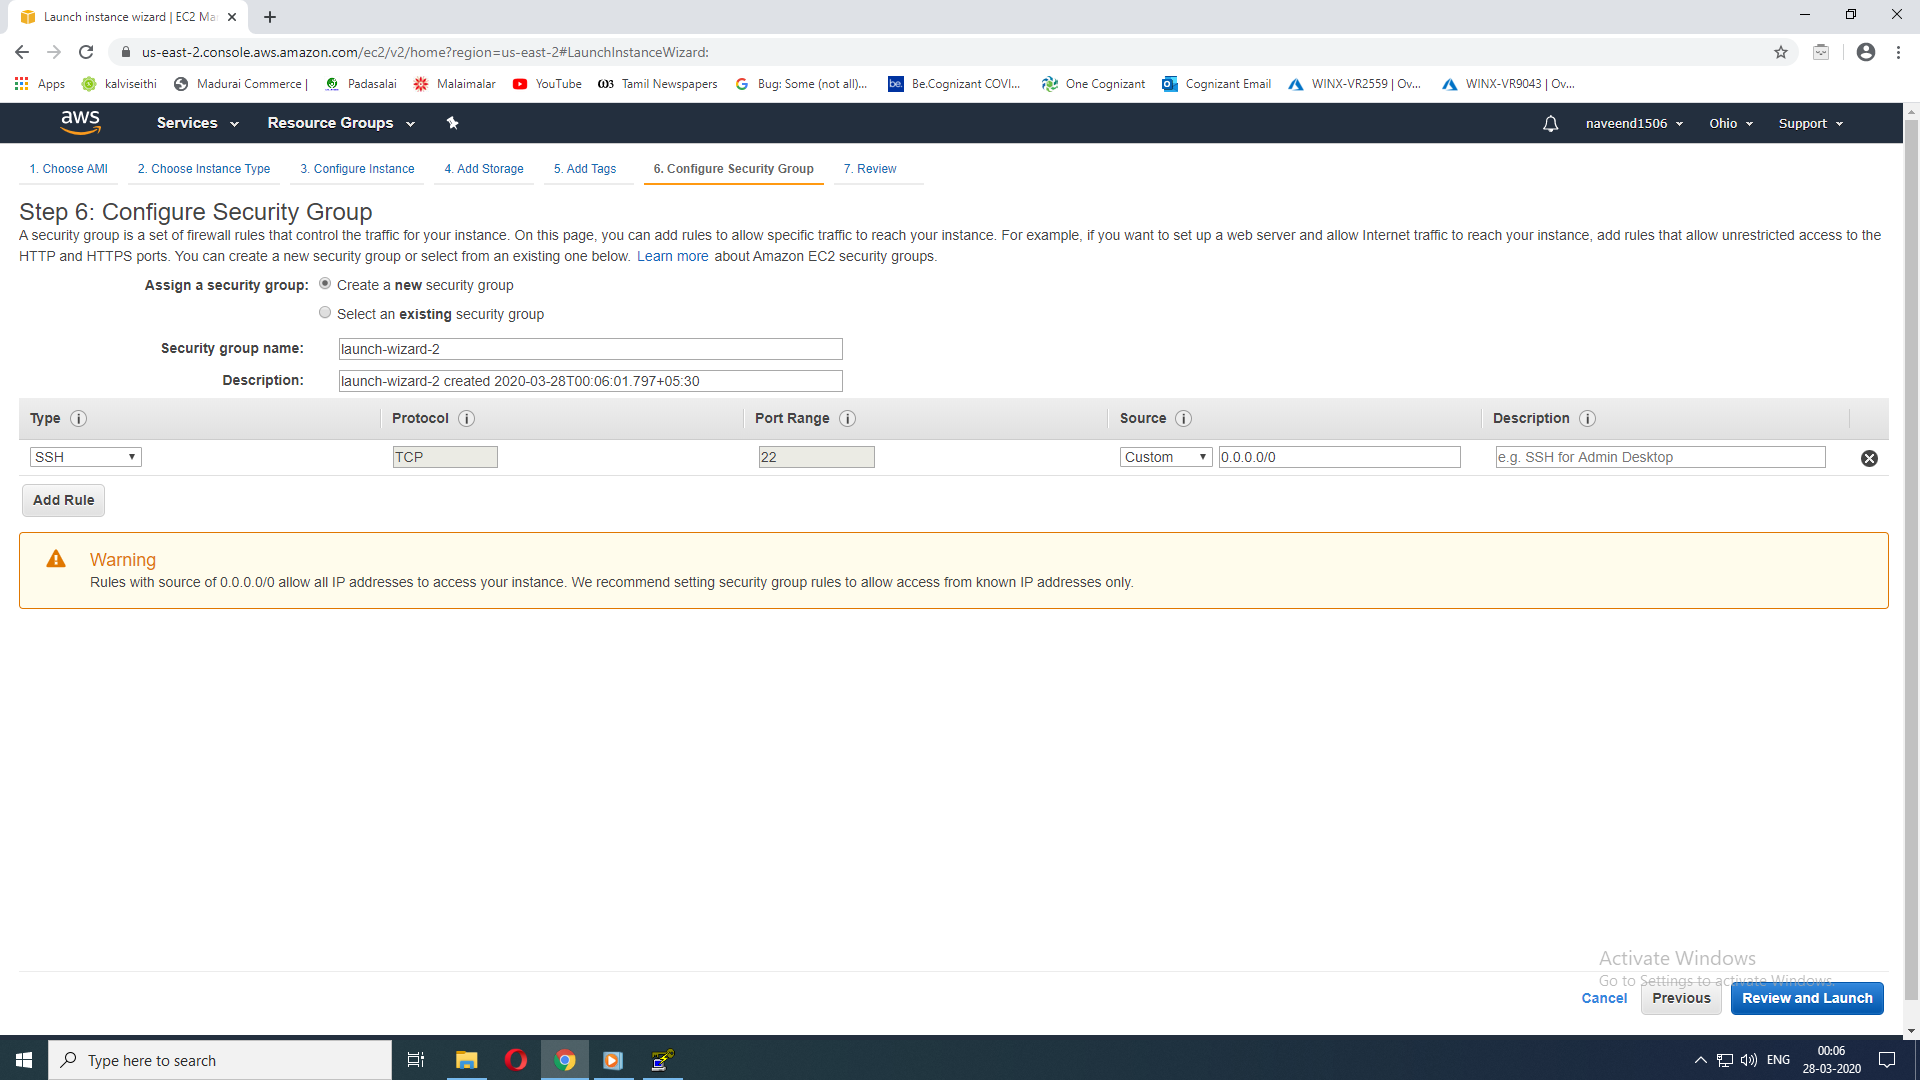 Launch instance wizard | EC2 Ma
us-east-2.console.aws.amazon.com/ec2/v2/home?region=us-east-2#LaunchInstanceWizard:
Apps kalviseithi Madurai Commerce | Padasalai Malaimalar YouTube Tamil Newspapers Bug: Some (not all)... be. Be.Cognizant COVI... One Cognizant Cognizant Email WINX-VR2559 | Ov... WINX-VR9043 | Ov...
aws Services Resource Groups naveend1506 Ohio Support
1. Choose AMI 2. Choose Instance Type 3. Configure Instance 4. Add Storage 5. Add Tags 6. Configure Security Group 7. Review
Step 6: Configure Security Group
A security group is a set of firewall rules that control the traffic for your instance. On this page, you can add rules to allow specific traffic to reach your instance. For example, if you want to set up a web server and allow Internet traffic to reach your instance, add rules that allow unrestricted access to the
HTTP and HTTPS ports. You can create a new security group or select from an existing one below. Learn more about Amazon EC2 security groups.
Assign a security group: Create a new security group
Select an existing security group
Security group name: launch-wizard-2
Description: launch-wizard-2 created 2020-03-28T00:06:01.797+05:30
Type i Protocol i Port Range i Source i Description i
SSH TCP 22 Custom 0.0.0.0/0 e.g. SSH for Admin Desktop
Add Rule
Warning
Rules with source of 0.0.0.0/0 allow all IP addresses to access your instance. We recommend setting security group rules to allow access from known IP addresses only.
Activate Windows
Go to Settings to activate Windows.
Cancel Previous Review and Launch
Type here to search
ENG
00:06
28-03-2020